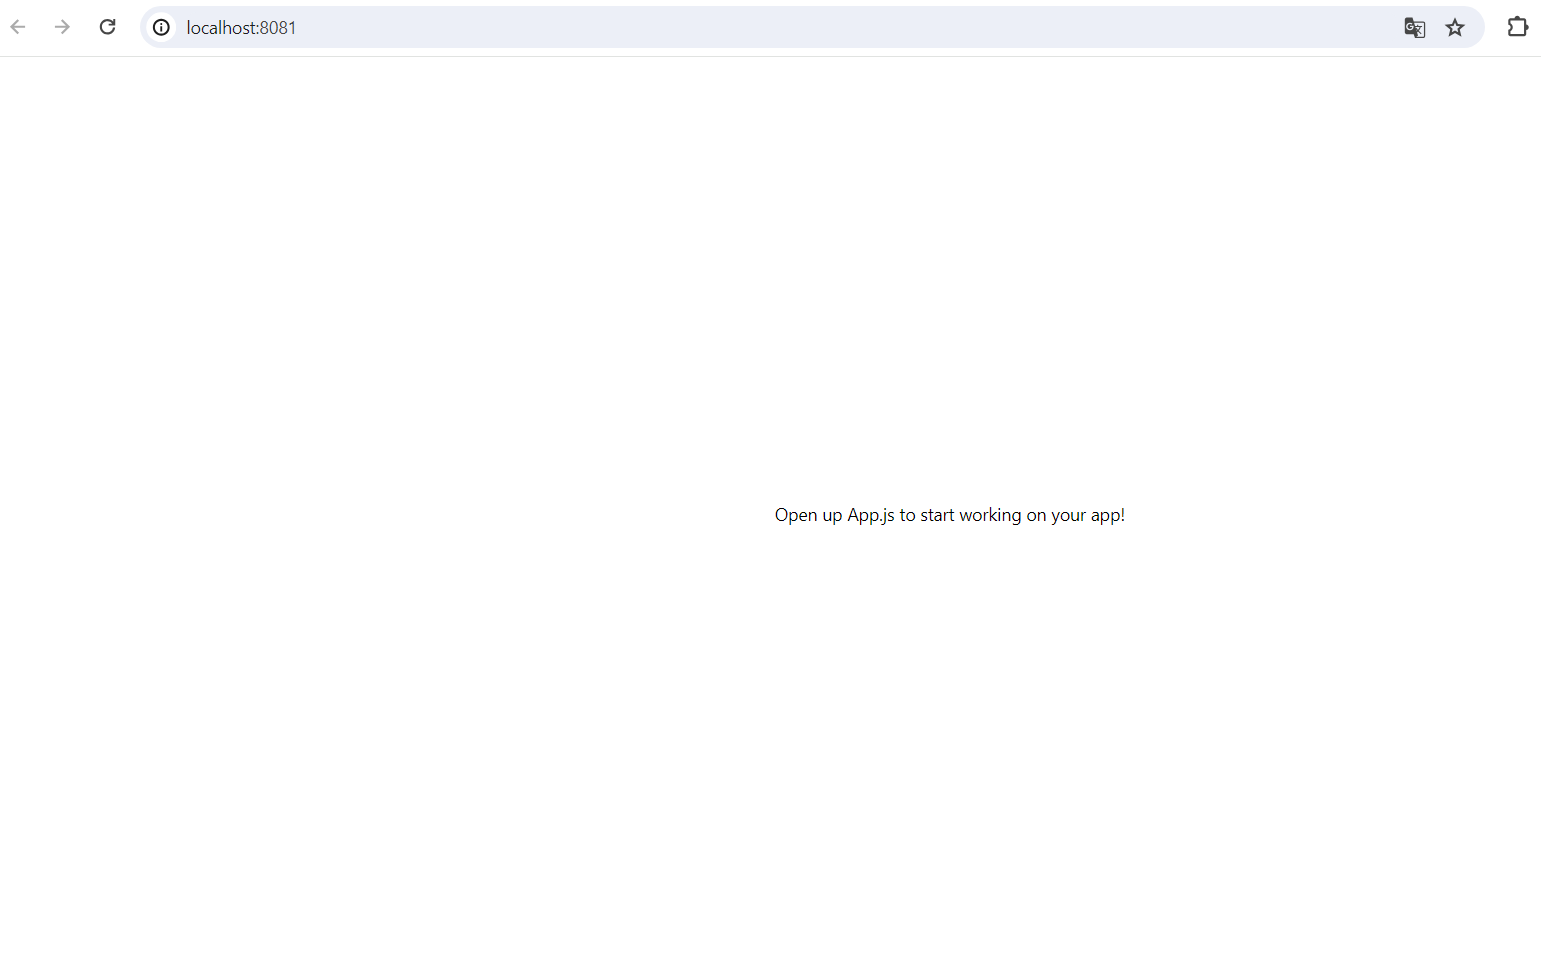 localhost:8081
Open up App.js to start working on your app!